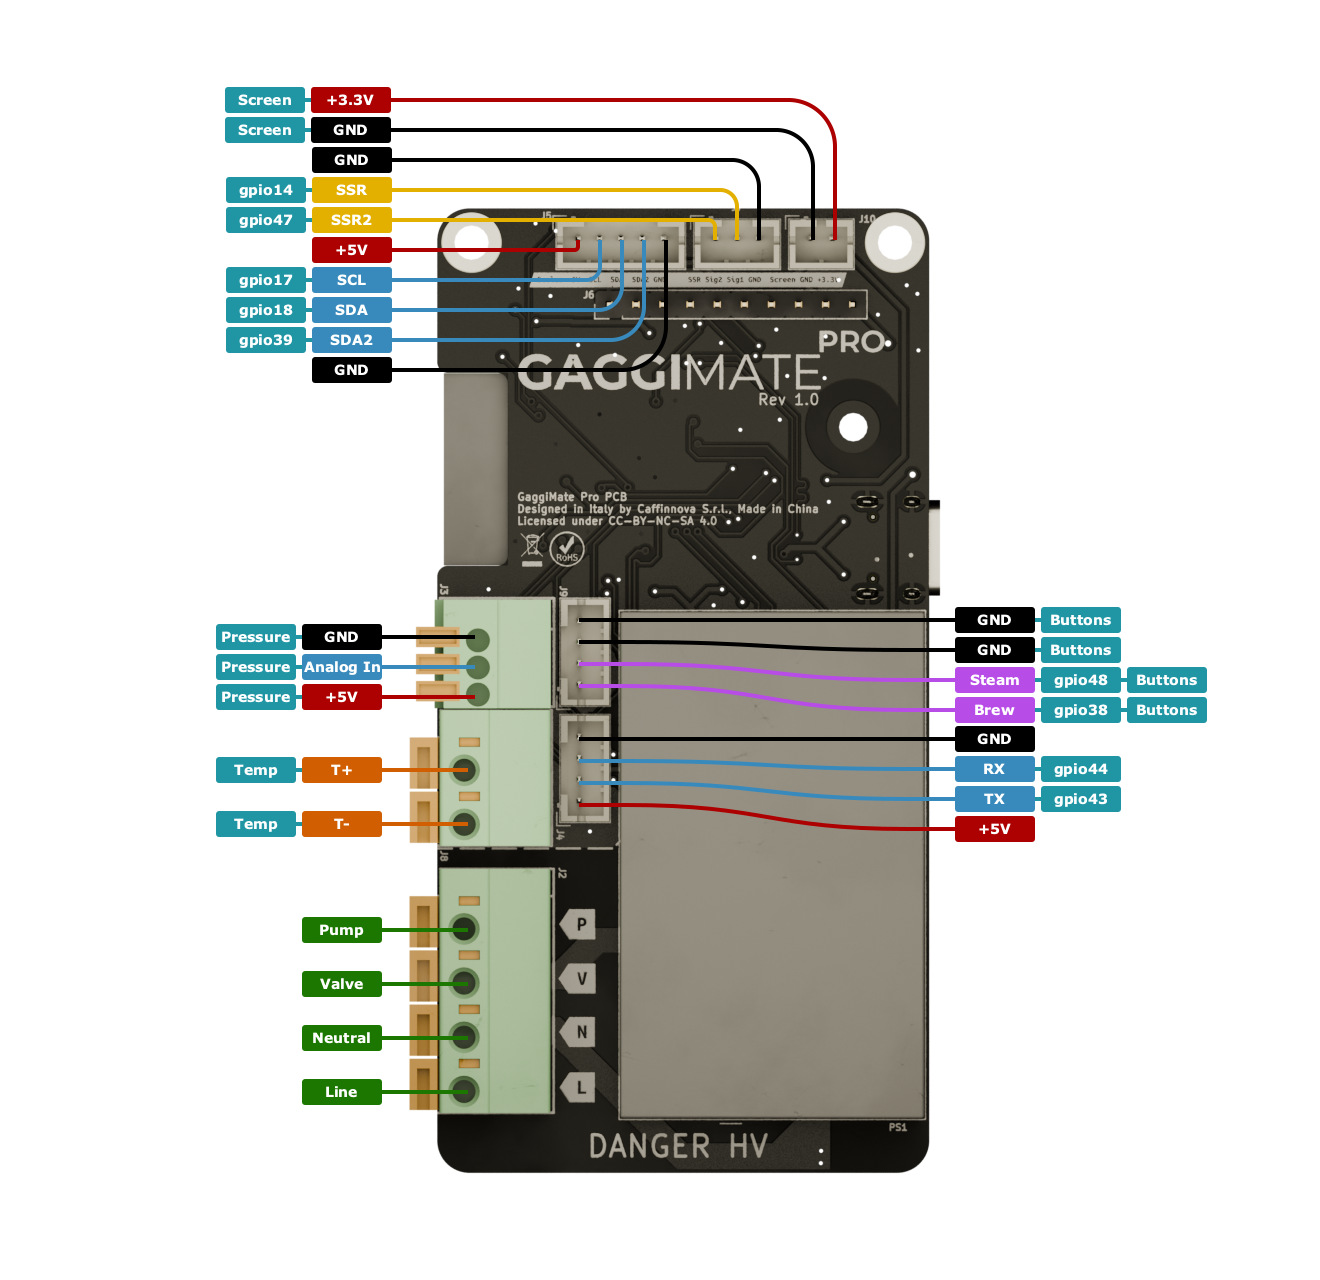 Screen +3.3V
Screen GND
GND
gpio14 SSR
gpio47 SSR2
+5V
gpio17 SCL
gpio18 SDA
gpio39 SDA2
GND
J5
J10
SSR Sig2 Sig1 GND Screen GND +3.3V
J6
PRO
GAGGIMATE
Rev 1.0
GaggiMate Pro PCB
Designed in Italy by Caffinnova S.r.l., Made in China
Licensed under CC-BY-NC-SA 4.0
RoHS
J3
J9
Pressure GND
Pressure Analog In
Pressure +5V
Temp T+
Temp T-
GND Buttons
GND Buttons
Steam gpio48 Buttons
Brew gpio38 Buttons
GND
RX gpio44
TX gpio43
+5V
J4
J8
J2
Pump P
Valve V
Neutral N
Line L
PS1
DANGER HV